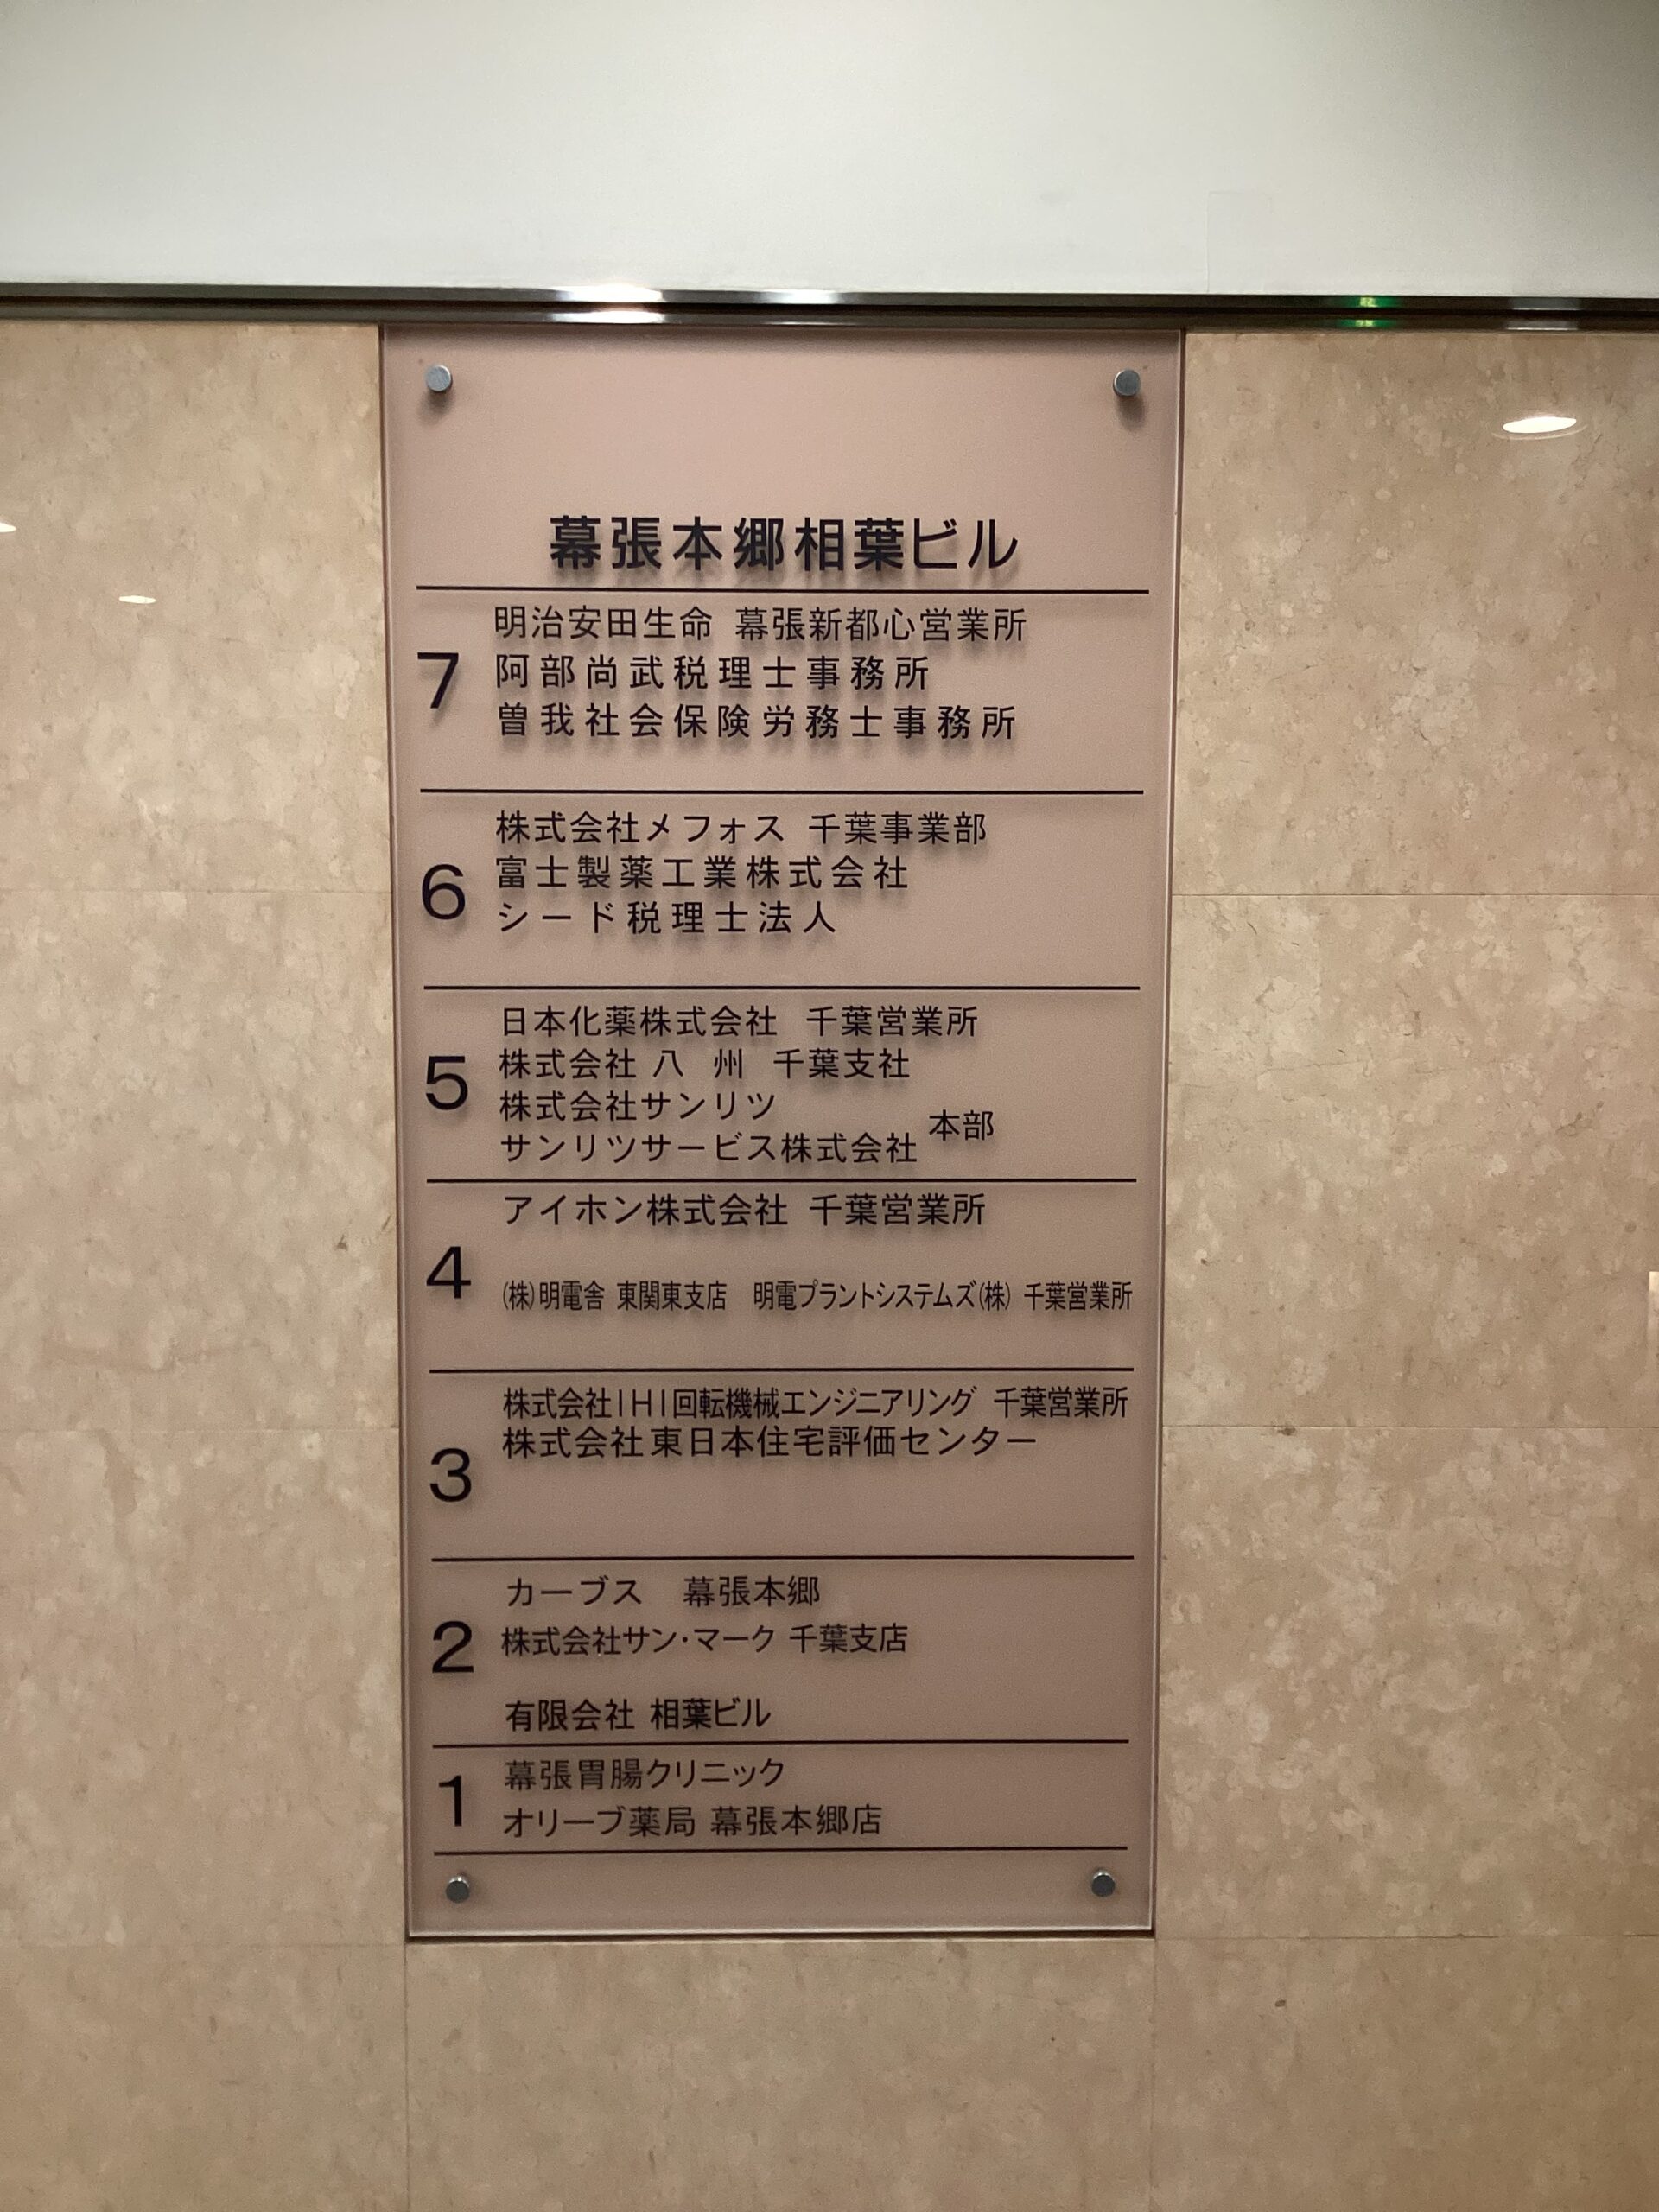 幕張本郷相葉ビル
7
明治安田生命 幕張新都心営業所
阿部尚武税理士事務所
曽我社会保険労務士事務所
6
株式会社メフォス 千葉事業部
富士製薬工業株式会社
シード税理士法人
5
日本化薬株式会社 千葉営業所
株式会社 八 州 千葉支社
株式会社サンリツ
サンリツサービス株式会社 本部
4
アイホン株式会社 千葉営業所
㈱明電舎 東関東支店 明電プラントシステムズ㈱ 千葉営業所
3
株式会社IHI回転機械エンジニアリング 千葉営業所
株式会社東日本住宅評価センター
2
カーブス 幕張本郷
株式会社サン・マーク 千葉支店
有限会社 相葉ビル
1
幕張胃腸クリニック
オリーブ薬局 幕張本郷店